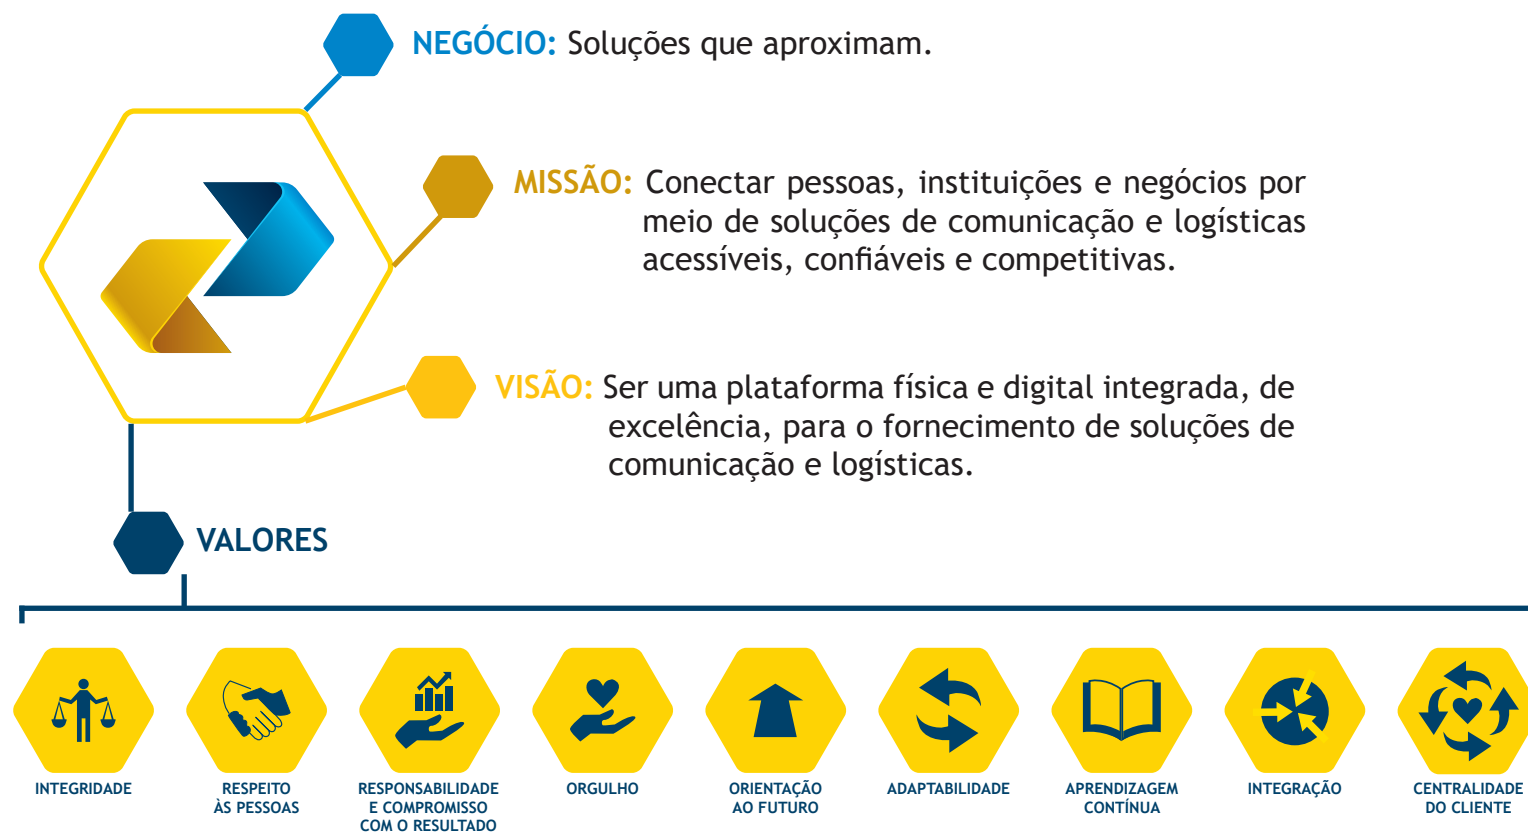 NEGÓCIO: Soluções que aproximam.
MISSÃO: Conectar pessoas, instituições e negócios por
meio de soluções de comunicação e logísticas
acessíveis, confiáveis e competitivas.
VISÃO: Ser uma plataforma física e digital integrada, de
excelência, para o fornecimento de soluções de
comunicação e logísticas.
VALORES
INTEGRIDADE
RESPEITO
ÀS PESSOAS
RESPONSABILIDADE
E COMPROMISSO
COM O RESULTADO
ORGULHO
ORIENTAÇÃO
AO FUTURO
ADAPTABILIDADE
APRENDIZAGEM
CONTÍNUA
INTEGRAÇÃO
CENTRALIDADE
DO CLIENTE